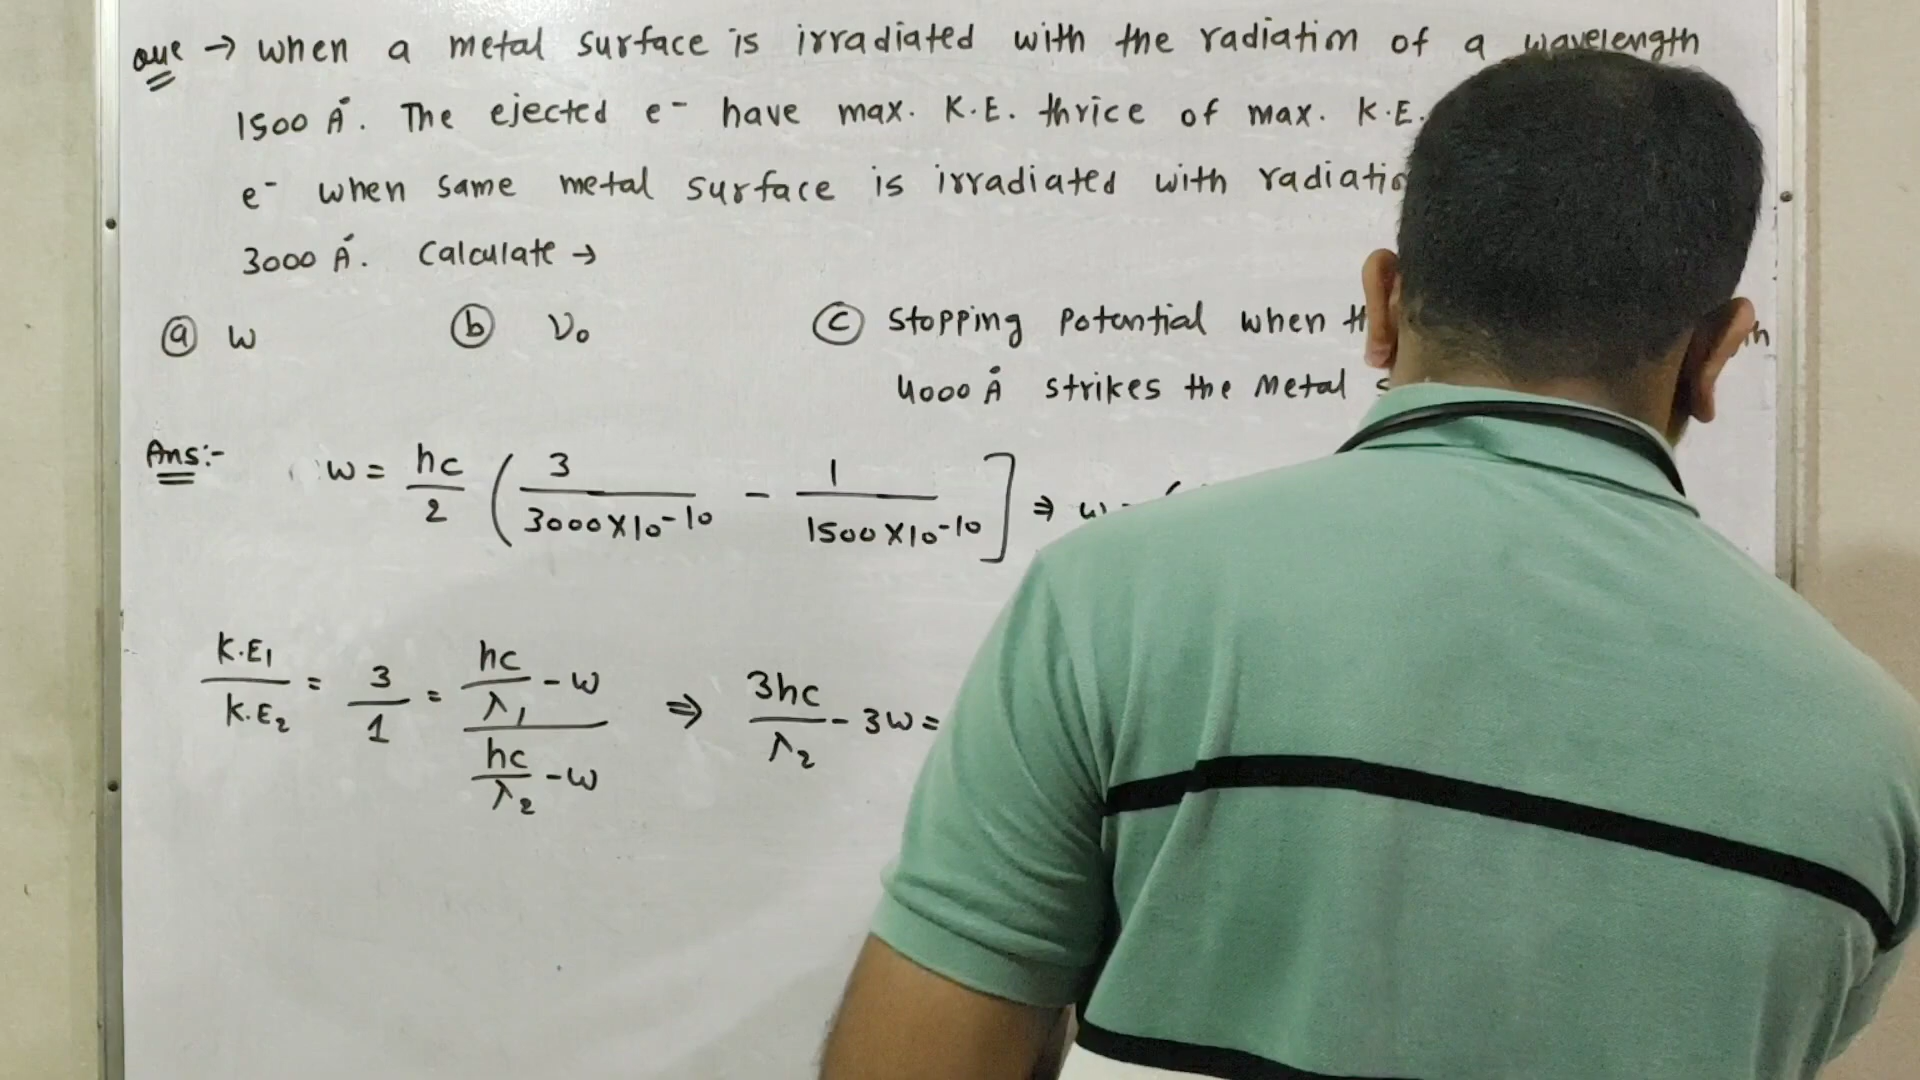 Que → When a metal surface is irradiated with the radiation of a wavelength
1500 Å. The ejected e⁻ have max. K.E. thrice of max. K.E.
e⁻ when same metal surface is irradiated with
3000 Å. Calculate →
ⓐ W ⓑ ν₀ ⓒ Stopping Potential when
4000 Å strikes the Metal
Ans:- W = hc/2 ( 3/3000×10⁻¹⁰ - 1/1500×10⁻¹⁰ ] ⇒ W =
K.E₁/K.E₂ = 3/1 = (hc/λ₁ - W)/(hc/λ₂ - W) ⇒ 3hc/λ₂ - 3W =